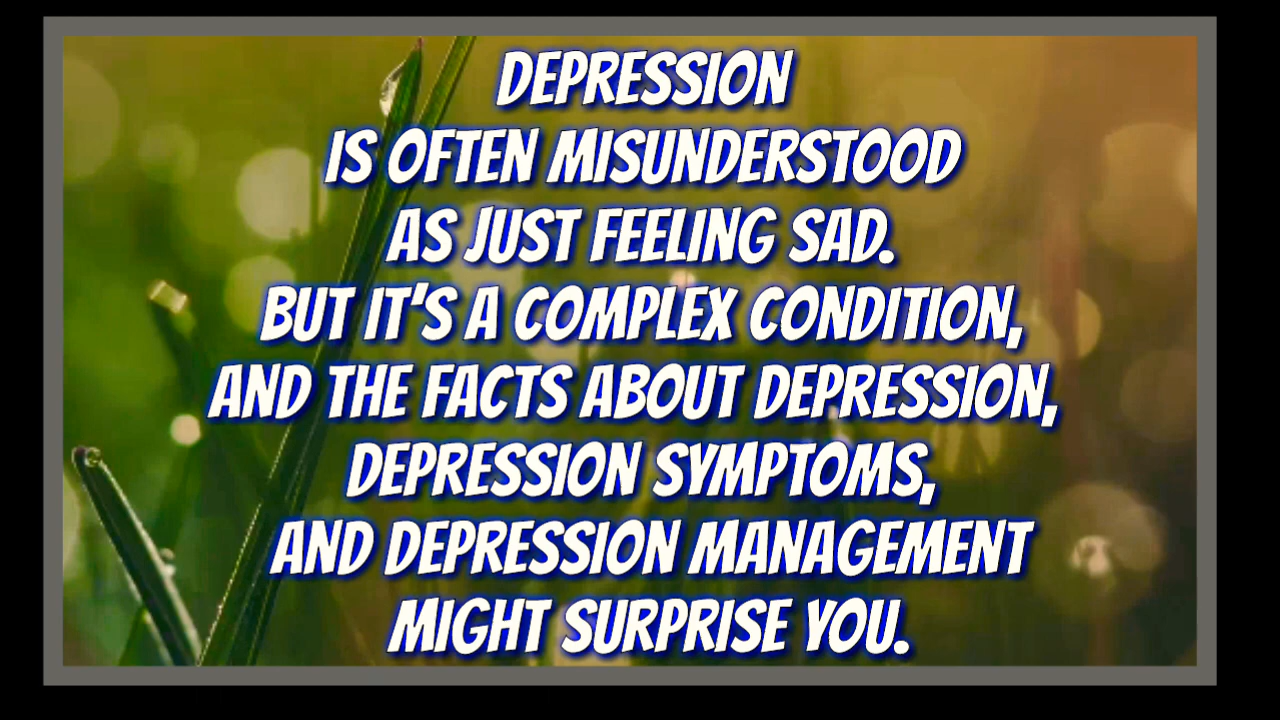 DEPRESSION
IS OFTEN MISUNDERSTOOD
AS JUST FEELING SAD.
BUT IT'S A COMPLEX CONDITION,
AND THE FACTS ABOUT DEPRESSION,
DEPRESSION SYMPTOMS,
AND DEPRESSION MANAGEMENT
MIGHT SURPRISE YOU.